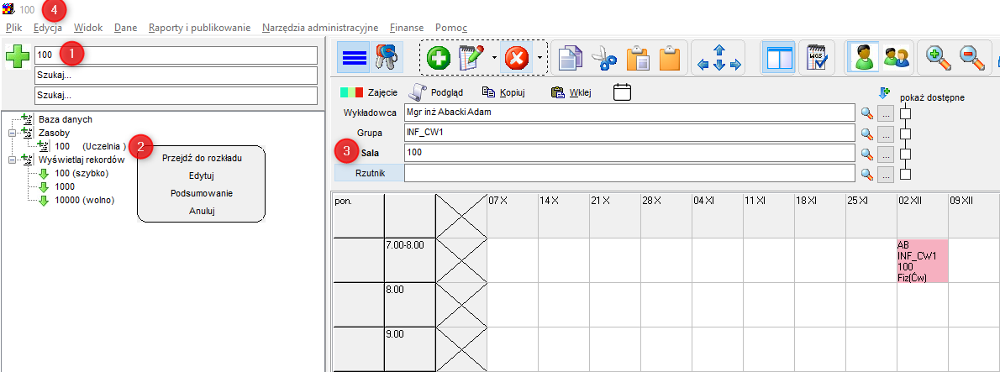 100 4
Plik Edycja Widok Dane Raporty i publikowanie Narzędzia administracyjne Finanse Pomoc
100 1
Szukaj...
Szukaj...
Baza danych
Zasoby
100 (Uczelnia )
Wyświetlaj rekordów
100 (szybko)
1000
10000 (wolno)
2
Przejdź do rozkładu
Edytuj
Podsumowanie
Anuluj
WGS
Zajęcie Podgląd Kopiuj Wklej
pokaż dostępne
Wykładowca Mgr inż Abacki Adam ...
Grupa INF_CW1 ...
3 Sala 100 ...
Rzutnik ...
pon. 07 X 14 X 21 X 28 X 04 XI 11 XI 18 XI 25 XI 02 XII 09 XII
7.00-8.00
AB
INF_CW1
100
Fiz(Ćw)
8.00
9.00